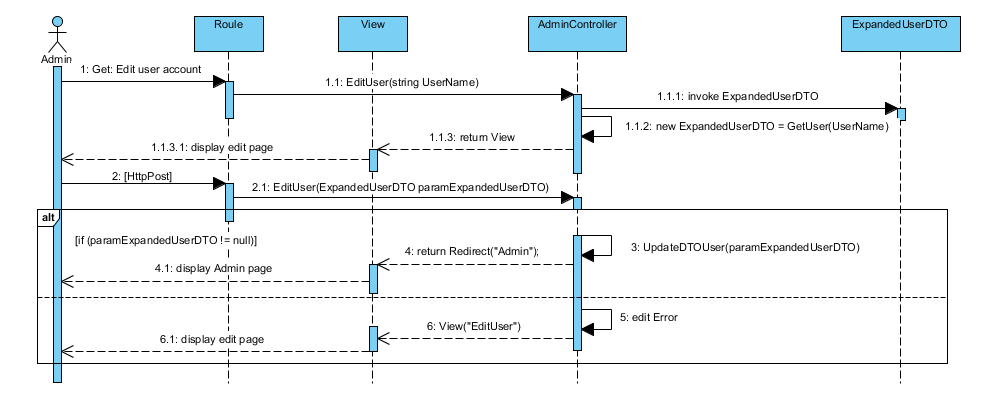 Route
View
AdminController
ExpandedUserDTO
Admin
1: Get: Edit user account
1.1: EditUser(string UserName)
1.1.1: invoke ExpandedUserDTO
1.1.2: new ExpandedUserDTO = GetUser(UserName)
1.1.3: return View
1.1.3.1: display edit page
2: [HttpPost]
2.1: EditUser(ExpandedUserDTO paramExpandedUserDTO)
alt
[if (paramExpandedUserDTO != null)]
3: UpdateDTOUser(paramExpandedUserDTO)
4: return Redirect("Admin");
4.1: display Admin page
5: edit Error
6: View("EditUser")
6.1: display edit page